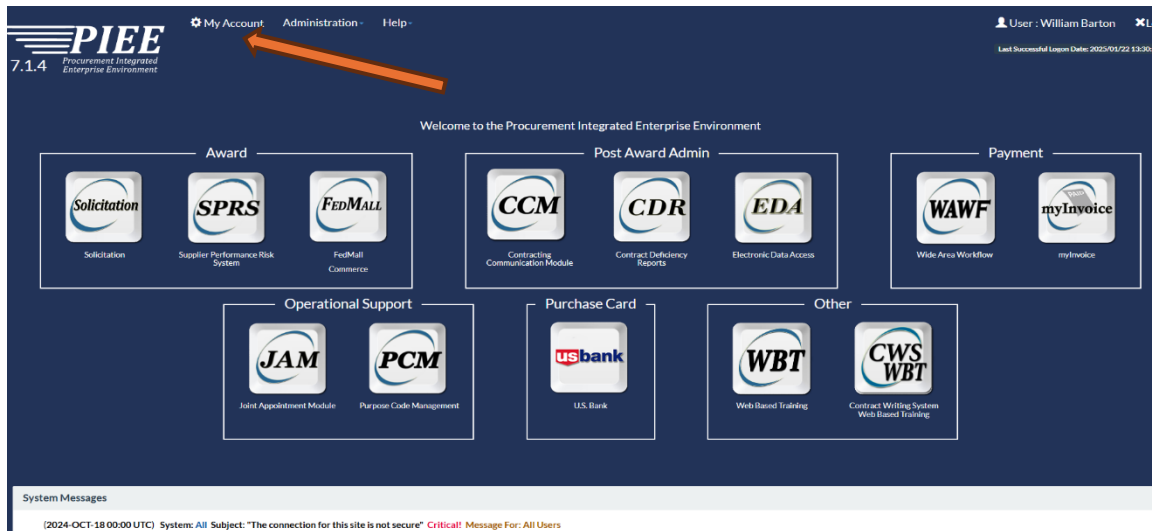 My Account Administration Help
User : William Barton
PIEE
7.1.4 Procurement Integrated
Enterprise Environment
Last Successful Logon Date: 2025/01/22 13:30:
Welcome to the Procurement Integrated Enterprise Environment
Award
Solicitation
SPRS
FEDMALL
Solicitation
Supplier Performance Risk
System
FedMall
Commerce
Post Award Admin
CCM
CDR
EDA
Contracting
Communication Module
Contract Deficiency
Reports
Electronic Data Access
Payment
WAWF
myInvoice
Wide Area Workflow
myInvoice
Operational Support
JAM
PCM
Joint Appointment Module
Purpose Code Management
Purchase Card
usbank
U.S. Bank
Other
WBT
CWS
WBT
Web Based Training
Contract Writing System
Web Based Training
System Messages
(2024-OCT-18 00:00 UTC) System: All Subject: "The connection for this site is not secure" Critical! Message For: All Users